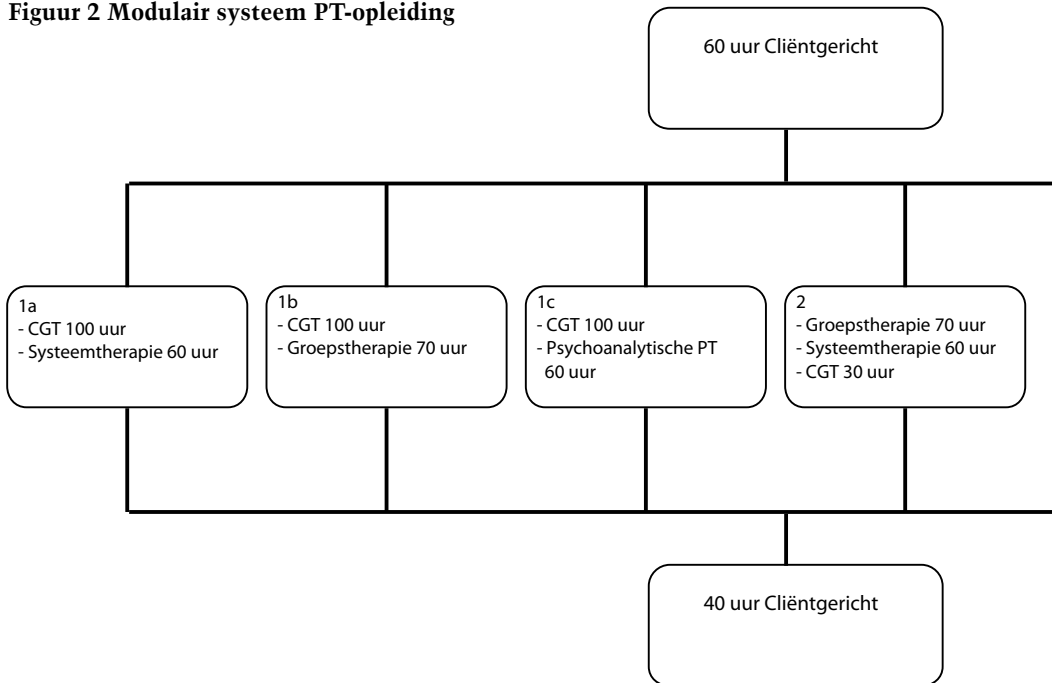 Figuur 2 Modulair systeem PT-opleiding
60 uur Cliëntgericht
1a
- CGT 100 uur
- Systeemtherapie 60 uur
1b
- CGT 100 uur
- Groepstherapie 70 uur
1c
- CGT 100 uur
- Psychoanalytische PT
60 uur
2
- Groepstherapie 70 uur
- Systeemtherapie 60 uur
- CGT 30 uur
40 uur Cliëntgericht